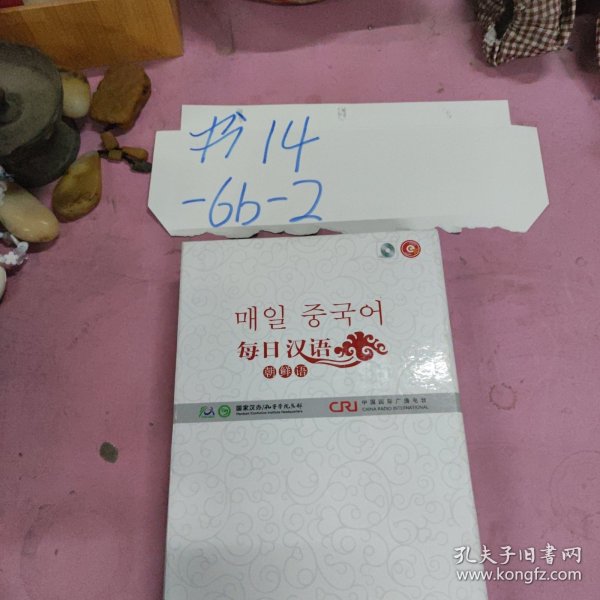 书14
-6b-2
매일 중국어
每日汉语
朝鲜语
国家汉办/孔子学院总部
Hanban/Confucius Institute Headquarters
CRI 中国国际广播电台
CHINA RADIO INTERNATIONAL
孔夫子旧书网
www.kongfz.com